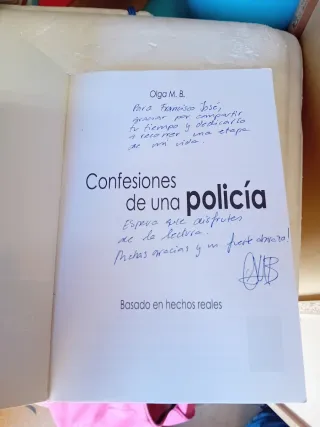 Olga M. B.
Para Francisco José,
gracias por compartir
tu tiempo y dedicarlo
a recorrer una etapa
de mi vida.
Confesiones
de una policía
Espero que disfrutes
de la lectura.
Muchas gracias y un fuerte abrazo!
Basado en hechos reales